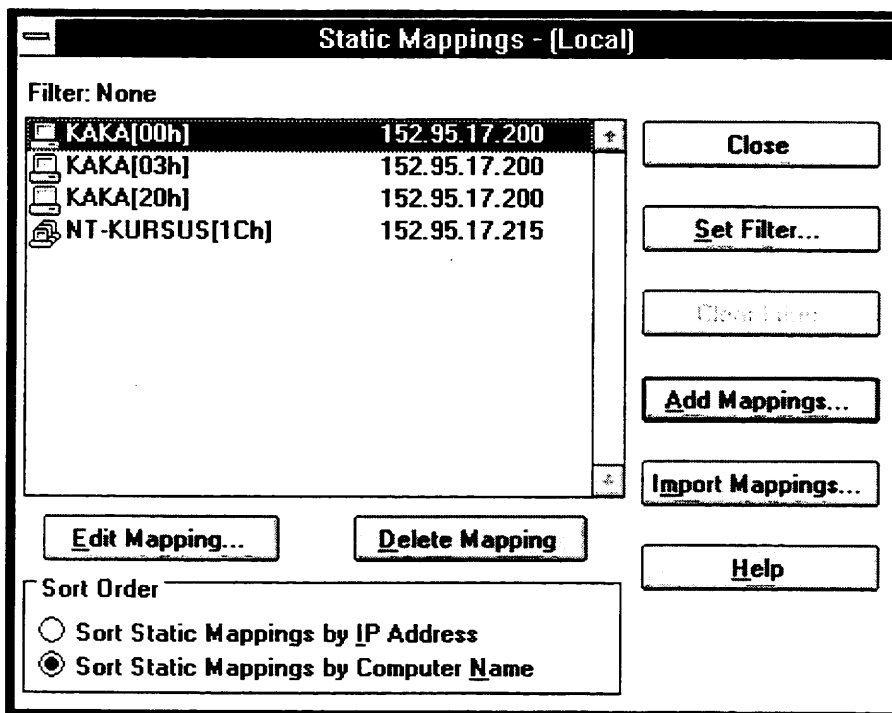 Static Mappings - (Local)
Filter: None
KAKA[00h] 152.95.17.200
KAKA[03h] 152.95.17.200
KAKA[20h] 152.95.17.200
NT-KURSUS[1Ch] 152.95.17.215
Close
Set Filter...
Clear Filter
Add Mappings...
Import Mappings...
Help
Edit Mapping...
Delete Mapping
Sort Order
Sort Static Mappings by IP Address
Sort Static Mappings by Computer Name